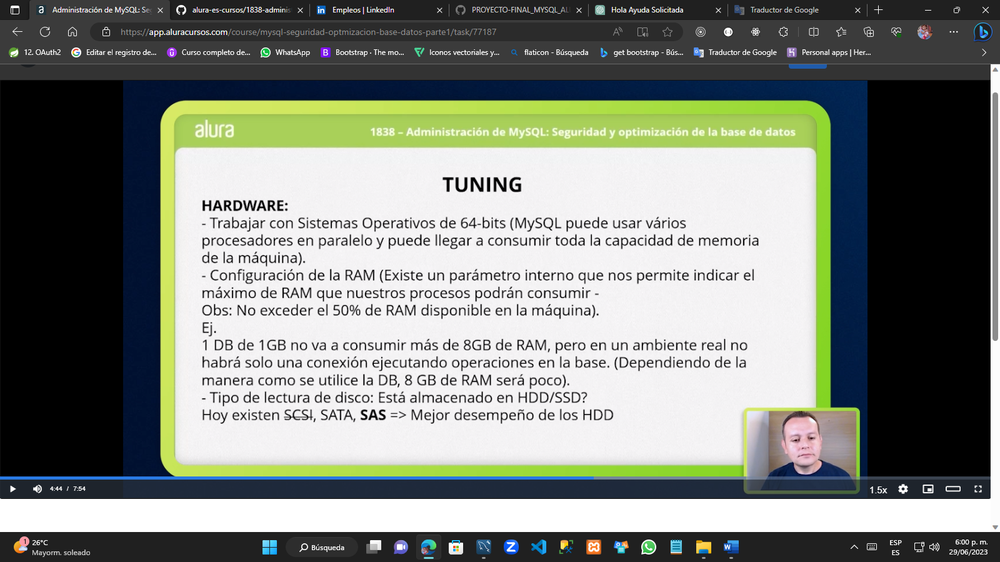 Administración de MySQL: Se
alura-es-cursos/1838-adminis
Empleos | LinkedIn
PROYECTO-FINAL_MYSQL_AL
Hola Ayuda Solicitada
Traductor de Google
https://app.aluracursos.com/course/mysql-seguridad-optmizacion-base-datos-parte1/task/77187
12. OAuth2
Editar el registro de...
Curso completo de...
WhatsApp
Bootstrap · The mo...
Iconos vectoriales y...
flaticon - Búsqueda
get bootstrap - Bús...
Traductor de Google
Personal apps | Her...
alura
1838 – Administración de MySQL: Seguridad y optimización de la base de datos
TUNING
HARDWARE:
- Trabajar con Sistemas Operativos de 64-bits (MySQL puede usar vários
procesadores en paralelo y puede llegar a consumir toda la capacidad de memoria
de la máquina).
- Configuración de la RAM (Existe un parámetro interno que nos permite indicar el
máximo de RAM que nuestros procesos podrán consumir -
Obs: No exceder el 50% de RAM disponible en la máquina).
Ej.
1 DB de 1GB no va a consumir más de 8GB de RAM, pero en un ambiente real no
habrá solo una conexión ejecutando operaciones en la base. (Dependiendo de la
manera como se utilice la DB, 8 GB de RAM será poco).
- Tipo de lectura de disco: Está almacenado en HDD/SSD?
Hoy existen SCSI, SATA, SAS => Mejor desempeño de los HDD
4:44 / 7:54
1.5x
1
26°C
Mayorm. soleado
Búsqueda
ESP
ES
6:00 p. m.
29/06/2023